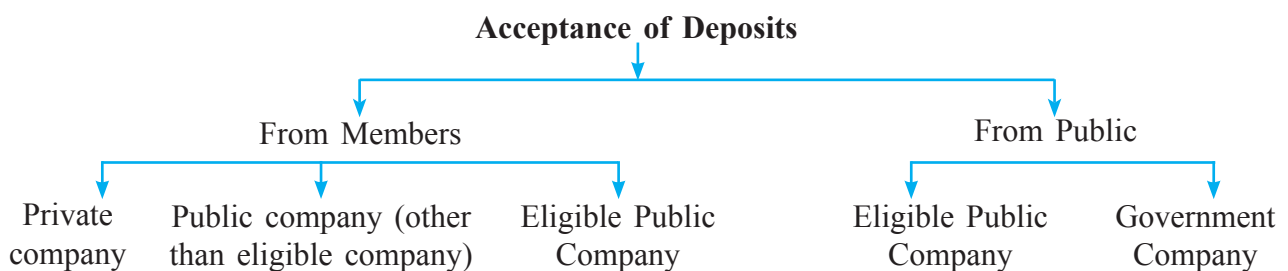 Acceptance of Deposits
From Members
From Public
Private
company
Public company (other
than eligible company)
Eligible Public
Company
Eligible Public
Company
Government
Company